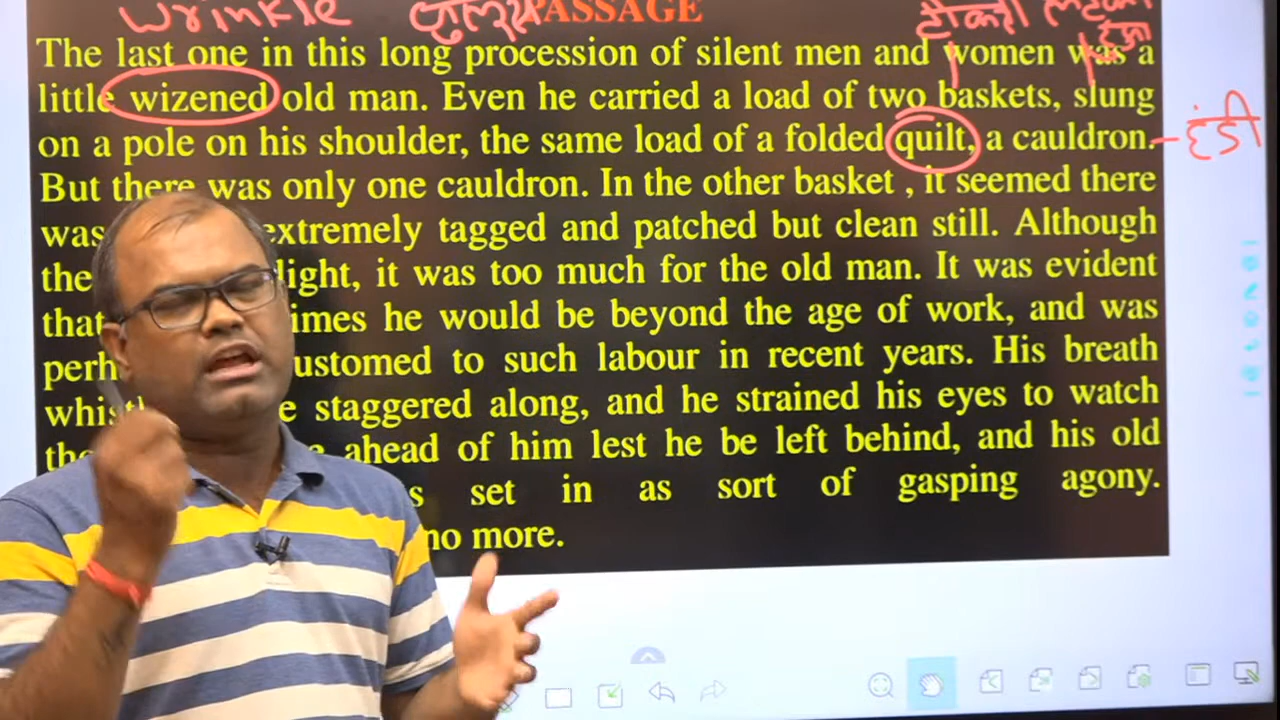 wrinkle जुलूस PASSAGE टोकरी लटका हुआ
The last one in this long procession of silent men and women was a
little wizened old man. Even he carried a load of two baskets, slung
on a pole on his shoulder, the same load of a folded quilt, a cauldron. हंडी
But there was only one cauldron. In the other basket , it seemed there
was extremely tagged and patched but clean still. Although
the light, it was too much for the old man. It was evident
that times he would be beyond the age of work, and was
to such labour in recent years. His breath
staggered along, and he strained his eyes to watch
ahead of him lest he be left behind, and his old
set in as sort of gasping agony.
no more.